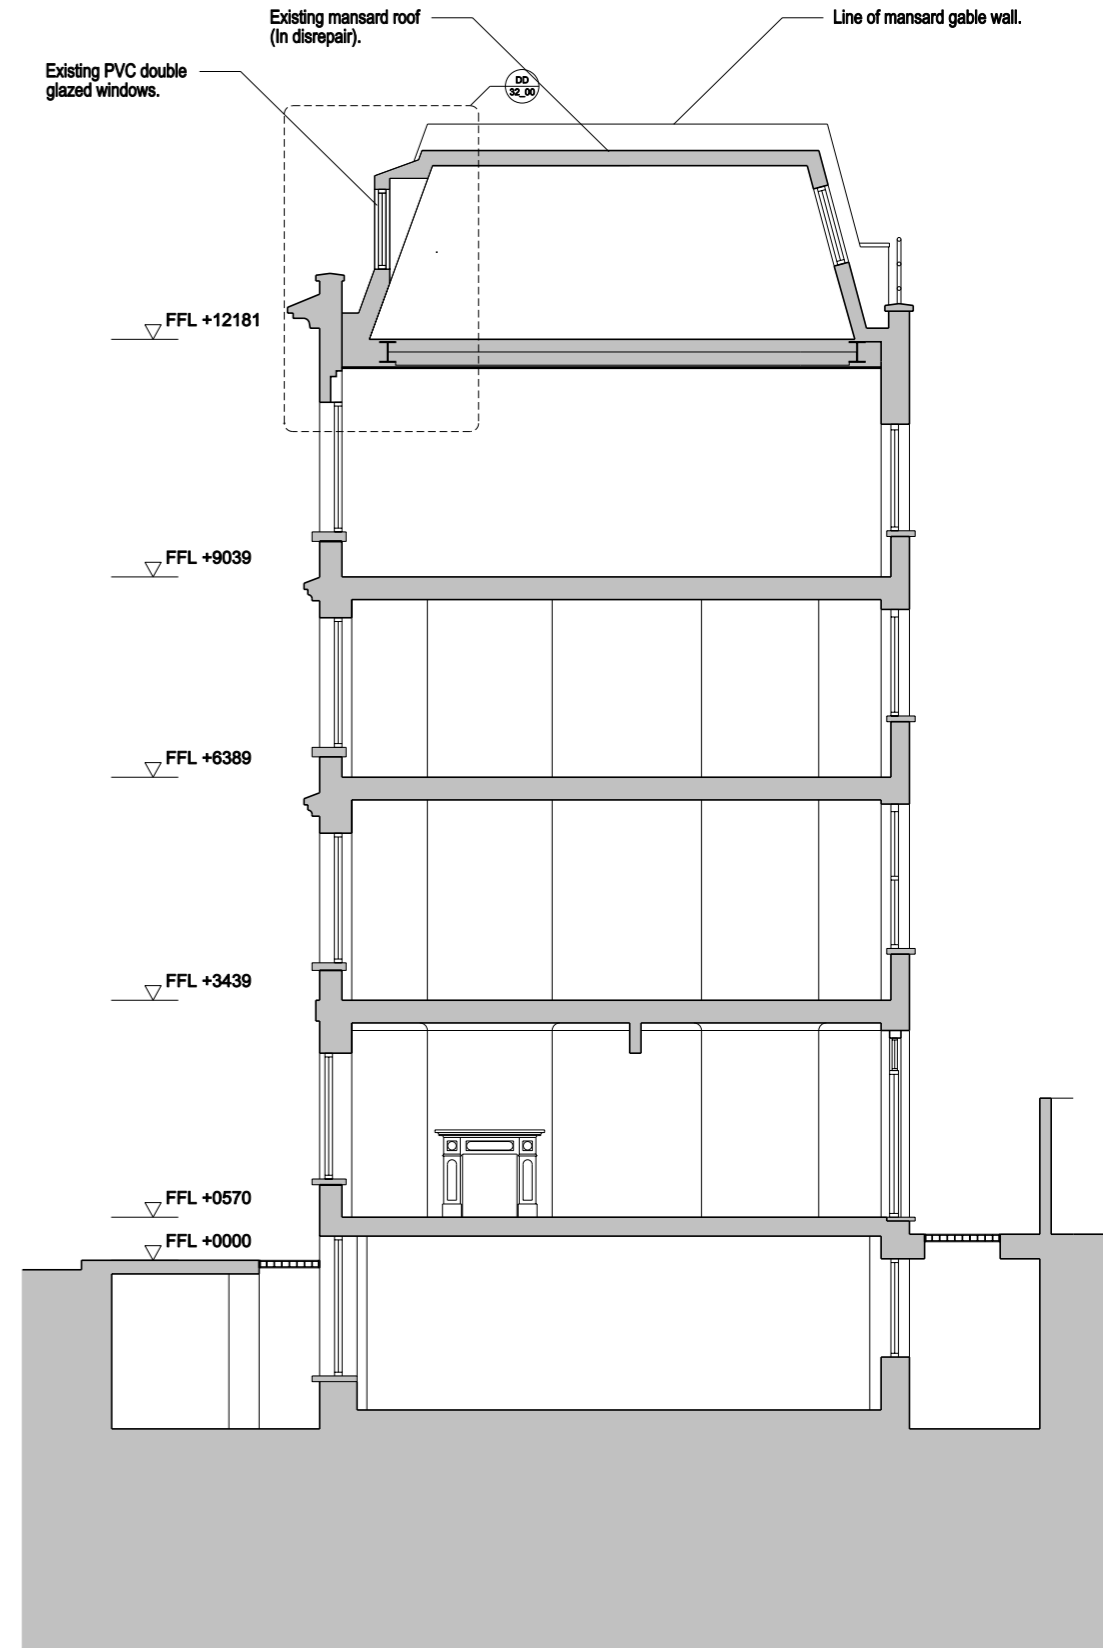 Existing mansard roof
(In disrepair).
Line of mansard gable wall.
Existing PVC double
glazed windows.
DD
32_00
FFL +12181
FFL +9039
FFL +6389
FFL +3439
FFL +0570
FFL +0000